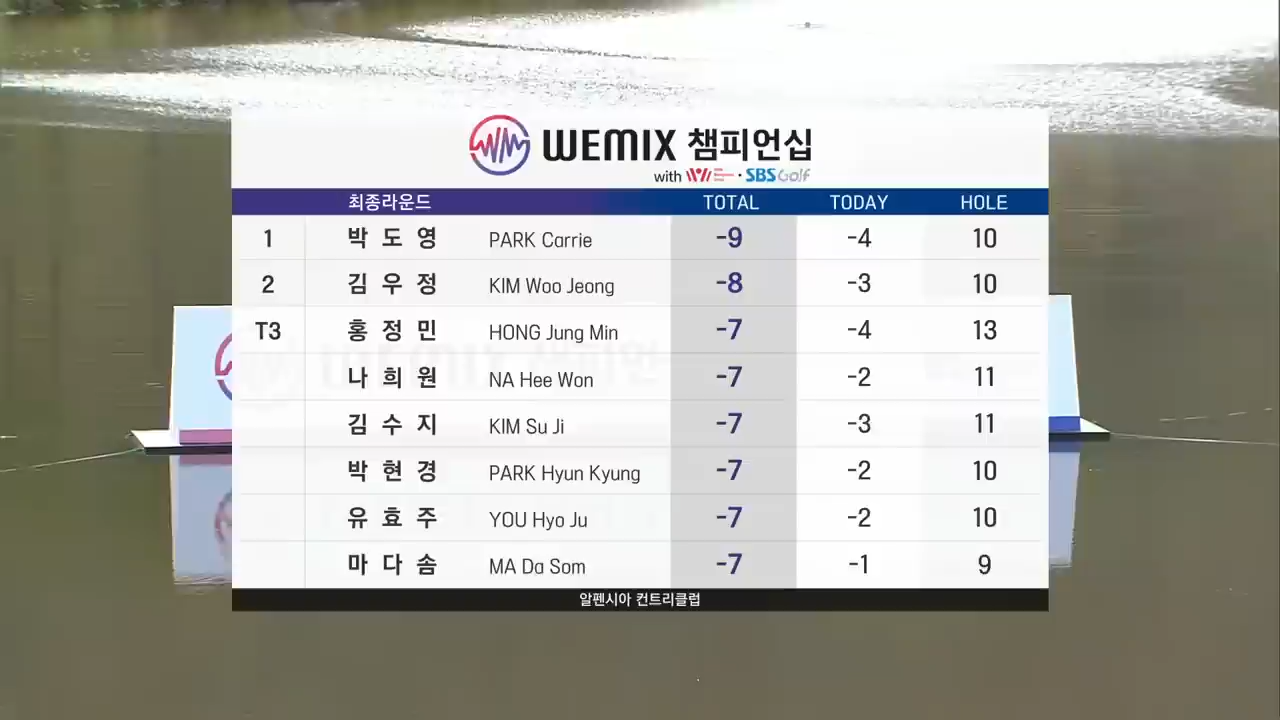 WEMIX 챔피언십
with · SBS Golf
최종라운드 TOTAL TODAY HOLE
1 박도영 PARK Carrie -9 -4 10
2 김우정 KIM Woo Jeong -8 -3 10
T3 홍정민 HONG Jung Min -7 -4 13
나희원 NA Hee Won -7 -2 11
김수지 KIM Su Ji -7 -3 11
박현경 PARK Hyun Kyung -7 -2 10
유효주 YOU Hyo Ju -7 -2 10
마다솜 MA Da Som -7 -1 9
알펜시아 컨트리클럽